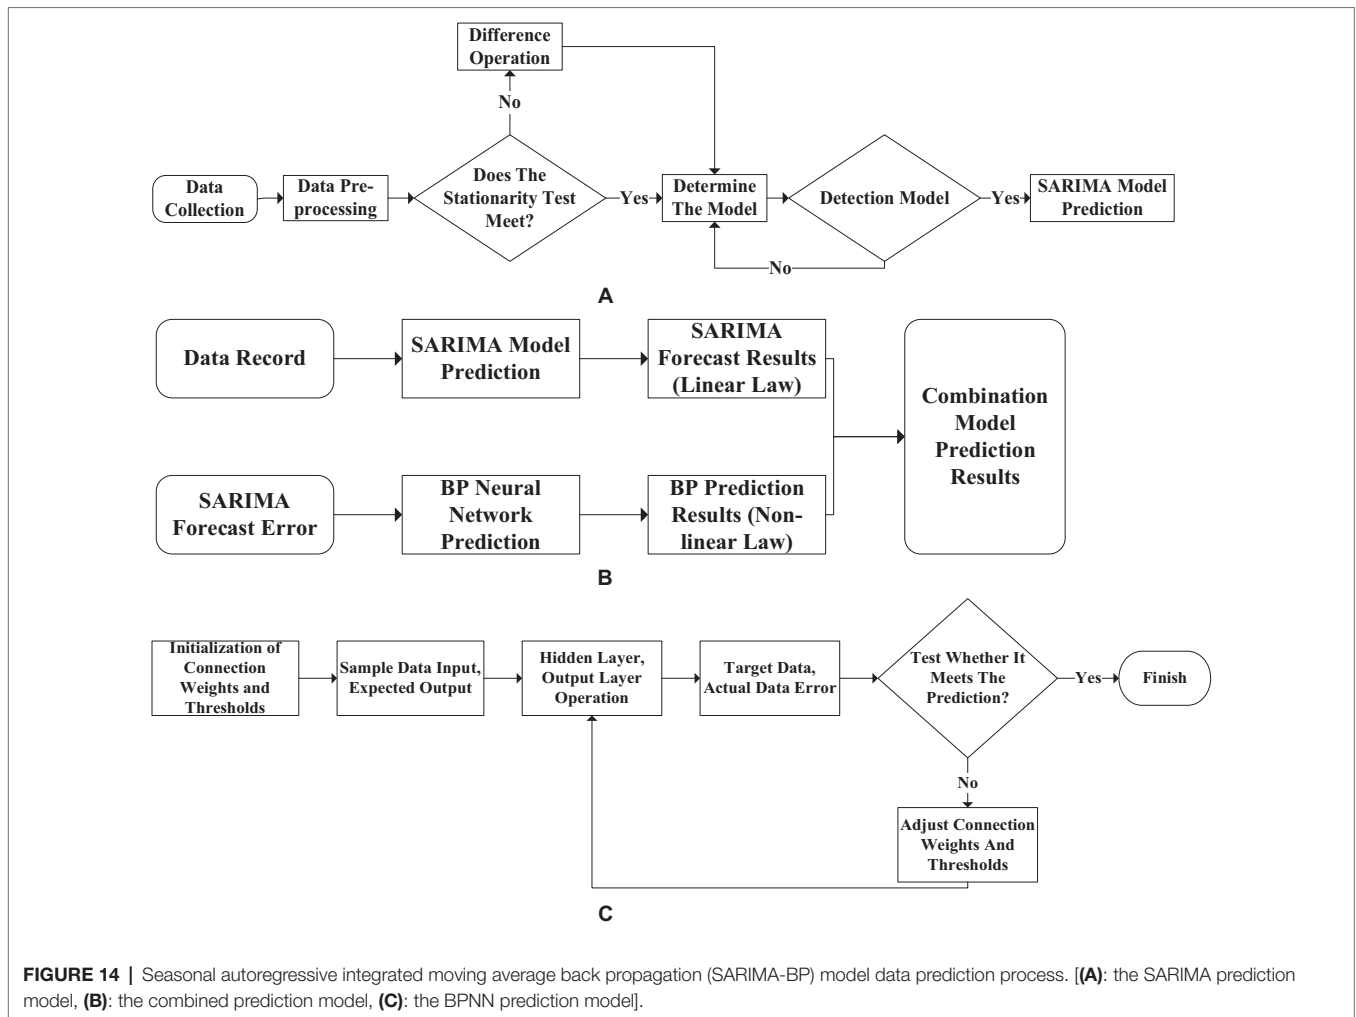 Difference
Operation
No
Data
Collection
Data Pre-
processing
Does The
Stationarity Test
Meet?
Yes
Determine
The Model
Detection Model
Yes
SARIMA Model
Prediction
No
A
Data Record
SARIMA Model
Prediction
SARIMA
Forecast Results
(Linear Law)
Combination
Model
Prediction
Results
SARIMA
Forecast Error
BP Neural
Network
Prediction
BP Prediction
Results (Non-
linear Law)
B
Initialization of
Connection
Weights and
Thresholds
Sample Data Input,
Expected Output
Hidden Layer,
Output Layer
Operation
Target Data,
Actual Data Error
Test Whether It
Meets The
Prediction?
Yes
Finish
No
Adjust Connection
Weights And
Thresholds
C
FIGURE 14 | Seasonal autoregressive integrated moving average back propagation (SARIMA-BP) model data prediction process. [(A): the SARIMA prediction
model, (B): the combined prediction model, (C): the BPNN prediction model].